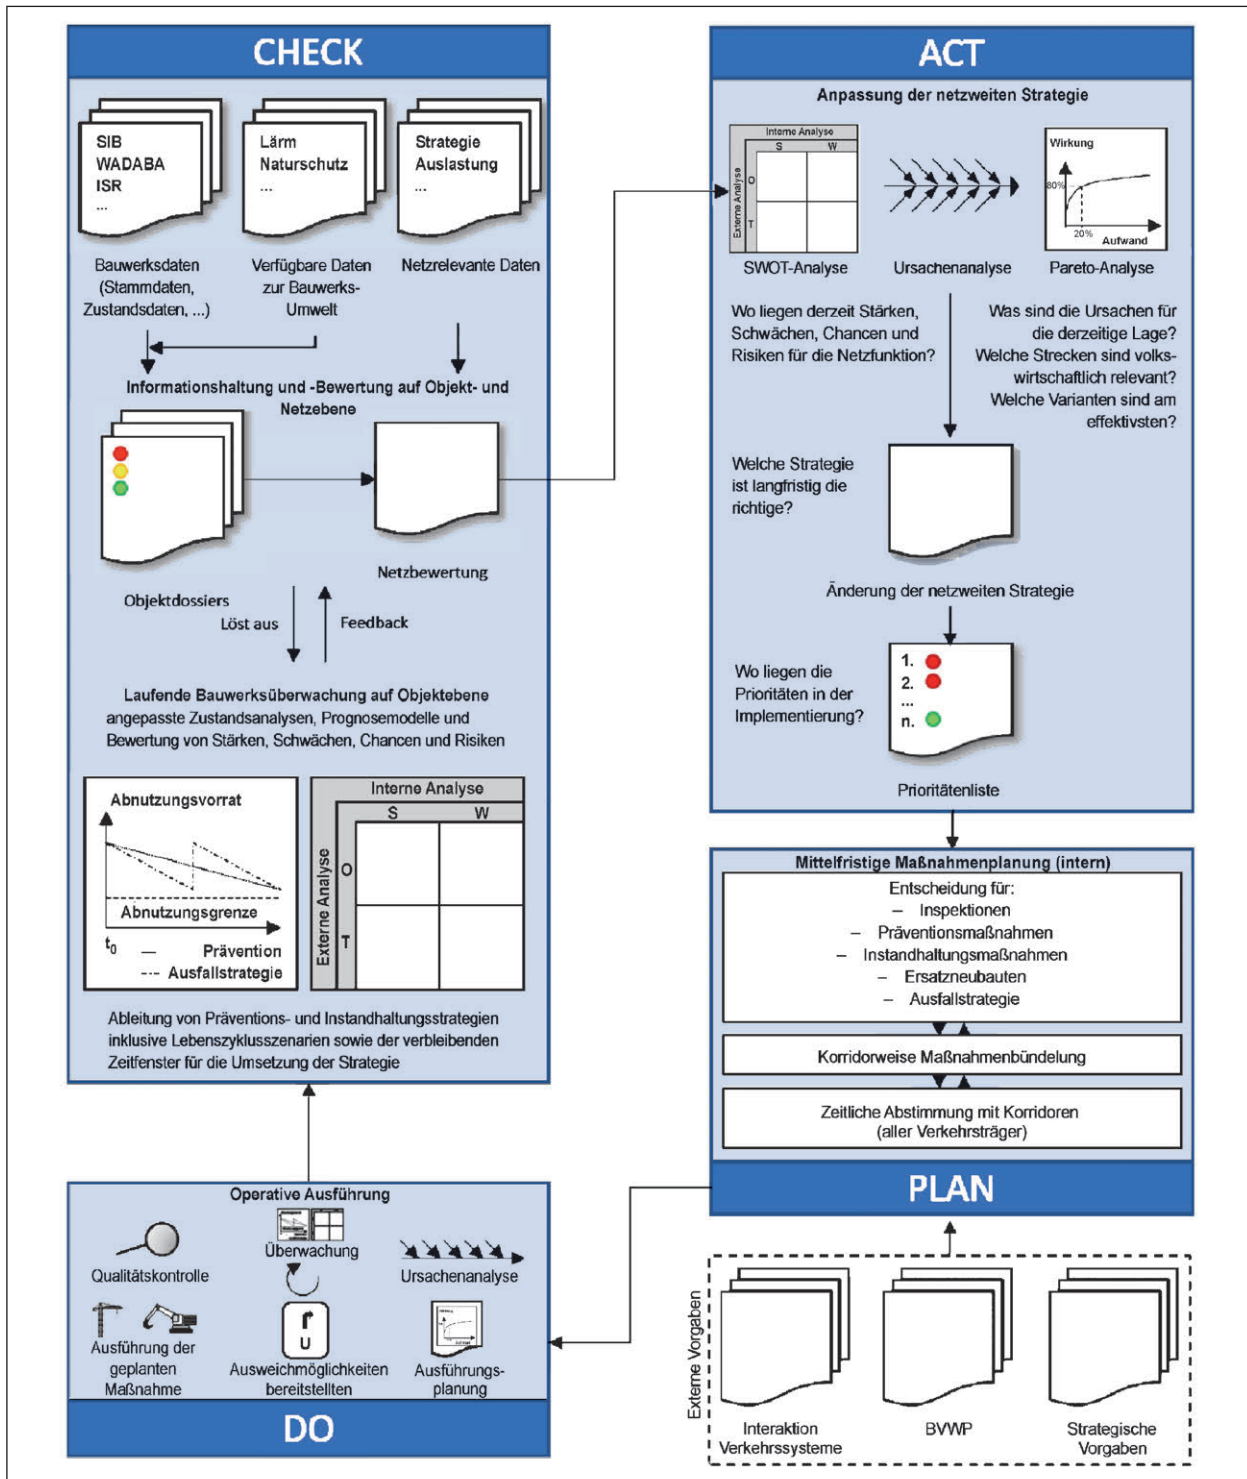 CHECK
SIB
WADABA
ISR
...
Lärm
Naturschutz
...
Strategie
Auslastung
...
Bauwerksdaten
(Stammdaten,
Zustandsdaten, ...)
Verfügbare Daten
zur Bauwerks-
Umwelt
Netzrelevante Daten
Informationshaltung und -Bewertung auf Objekt- und
Netzebene
Objektdossiers
Netzbewertung
Löst aus
Feedback
Laufende Bauwerksüberwachung auf Objektebene
angepasste Zustandsanalysen, Prognosemodelle und
Bewertung von Stärken, Schwächen, Chancen und Risiken
Abnutzungsvorrat
Abnutzungsgrenze
t0
Prävention
Ausfallstrategie
Interne Analyse
S W
Externe Analyse
O
T
Ableitung von Präventions- und Instandhaltungsstrategien
inklusive Lebenszyklusszenarien sowie der verbleibenden
Zeitfenster für die Umsetzung der Strategie
ACT
Anpassung der netzweiten Strategie
Interne Analyse
S W
Externe Analyse
O
T
SWOT-Analyse
Ursachenanalyse
Wirkung
80%
20%
Aufwand
Pareto-Analyse
Wo liegen derzeit Stärken,
Schwächen, Chancen und
Risiken für die Netzfunktion?
Was sind die Ursachen für
die derzeitige Lage?
Welche Strecken sind volks-
wirtschaftlich relevant?
Welche Varianten sind am
effektivsten?
Welche Strategie
ist langfristig die
richtige?
Änderung der netzweiten Strategie
Wo liegen die
Prioritäten in der
Implementierung?
1.
2.
...
n.
Prioritätenliste
Mittelfristige Maßnahmenplanung (intern)
Entscheidung für:
– Inspektionen
– Präventionsmaßnahmen
– Instandhaltungsmaßnahmen
– Ersatzneubauten
– Ausfallstrategie
Korridorweise Maßnahmenbündelung
Zeitliche Abstimmung mit Korridoren
(aller Verkehrsträger)
PLAN
Externe Vorgaben
Interaktion
Verkehrssysteme
BVWP
Strategische
Vorgaben
Operative Ausführung
Qualitätskontrolle
Überwachung
Ursachenanalyse
Ausführung der
geplanten
Maßnahme
U
Ausweichmöglichkeiten
bereitstellten
Ausführungs-
planung
DO